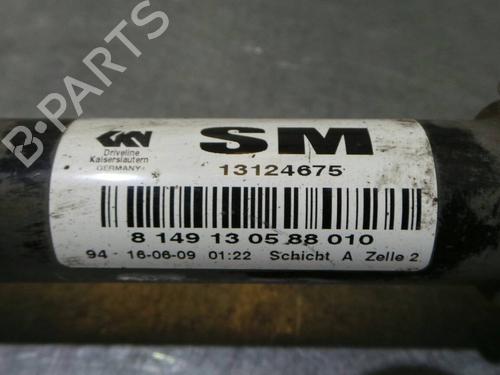 B-PARTS
GKN
Driveline
Kaiserslautern
GERMANY
SM
13124675
8 149 13 05 88 010
94 - 16-06-09 01:22 Schicht A Zelle 2